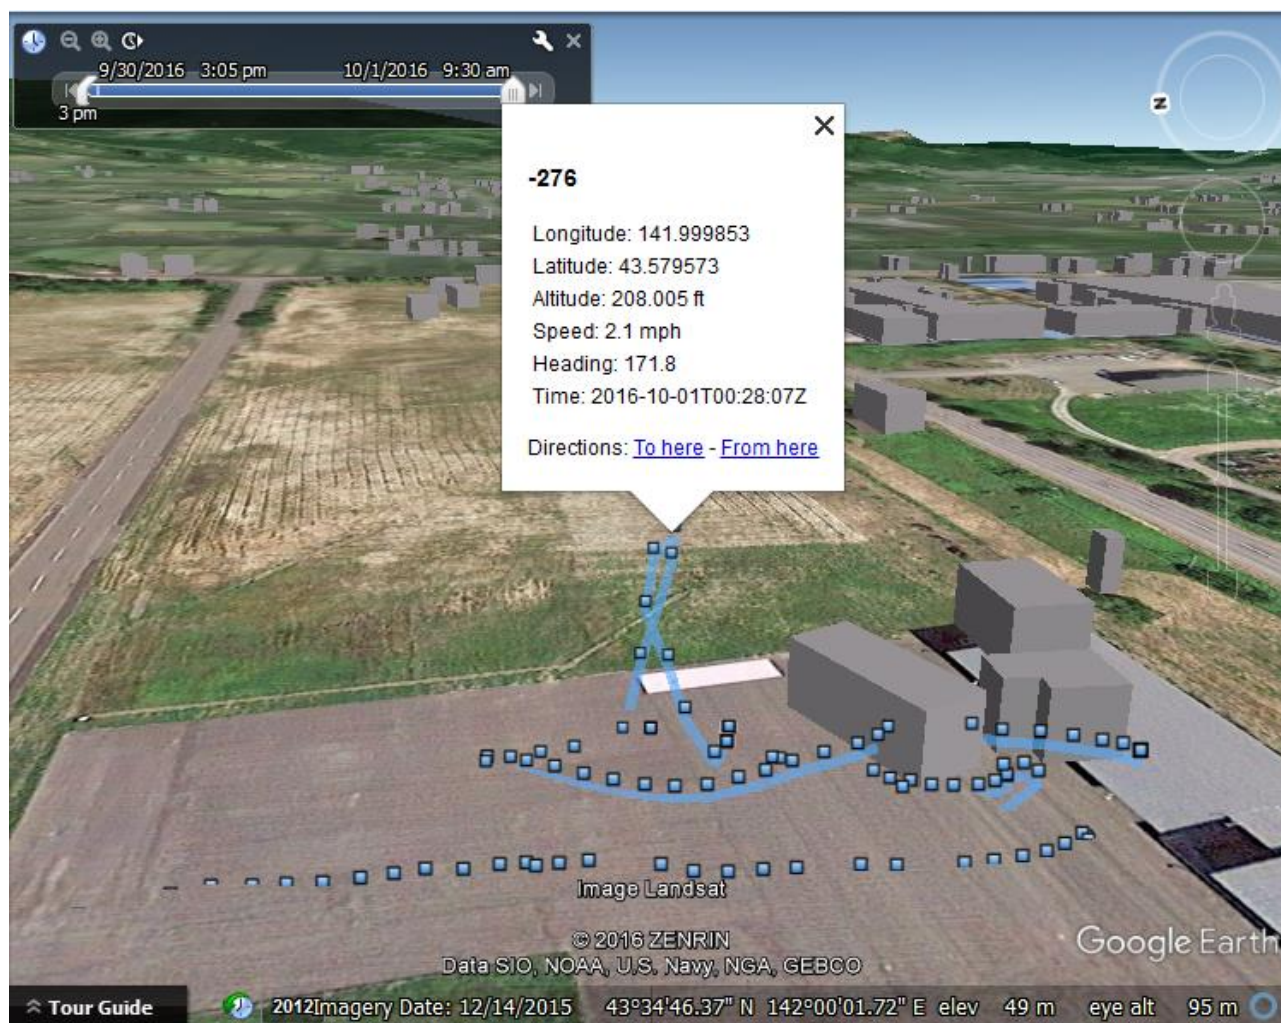 9/30/2016 3:05 pm 10/1/2016 9:30 am
3 pm
N
-276
Longitude: 141.999853
Latitude: 43.579573
Altitude: 208.005 ft
Speed: 2.1 mph
Heading: 171.8
Time: 2016-10-01T00:28:07Z
Directions: To here - From here
Image Landsat
© 2016 ZENRIN
Data SIO, NOAA, U.S. Navy, NGA, GEBCO
Google Earth
Tour Guide 2012 Imagery Date: 12/14/2015 43°34'46.37" N 142°00'01.72" E elev 49 m eye alt 95 m